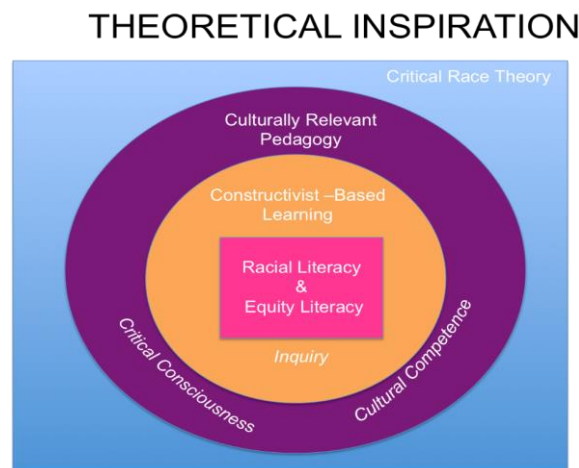 THEORETICAL INSPIRATION
Critical Race Theory
Culturally Relevant
Pedagogy
Constructivist –Based
Learning
Racial Literacy
&
Equity Literacy
Inquiry
Critical Consciousness
Cultural Competence